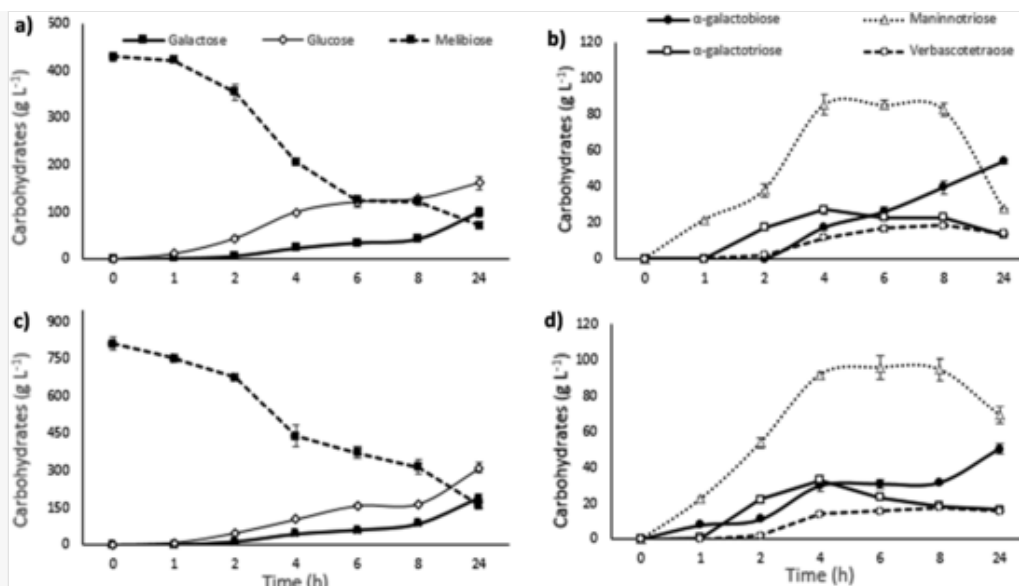 a)
600
Galactose Glucose Melibiose
400
300
200
100
0
0 1 2 4 6 8 24
Carbohydrates (g L⁻¹)
b)
α-galactobiose Maninnotriose
α-galactotriose Verbascotetraose
120
100
80
60
40
20
0
0 1 2 4 6 8 24
Carbohydrates (g L⁻¹)
c)
900
750
600
450
300
150
0
0 1 2 4 6 8 24
Carbohydrates (g L⁻¹)
Time (h)
d)
120
100
80
60
40
20
0
0 1 2 4 6 8 24
Carbohydrates (g L⁻¹)
Time (h)